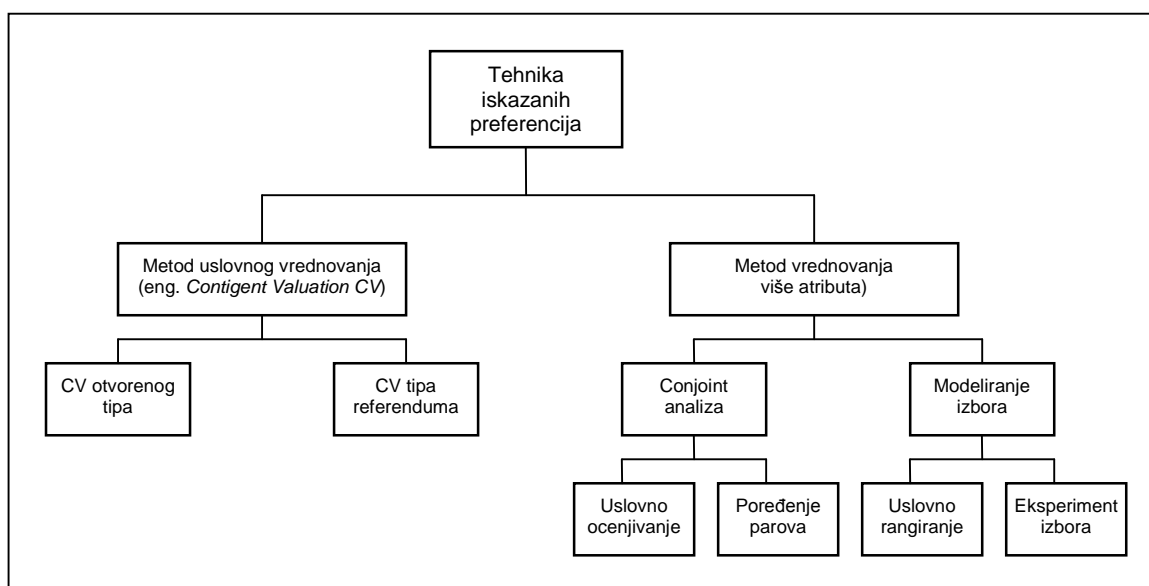 Tehnika
iskazanih
preferencija
Metod uslovnog vrednovanja
(eng. Contigent Valuation CV)
Metod vrednovanja
više atributa)
CV otvorenog
tipa
CV tipa
referenduma
Conjoint
analiza
Modeliranje
izbora
Uslovno
ocenjivanje
Poređenje
parova
Uslovno
rangiranje
Eksperiment
izbora